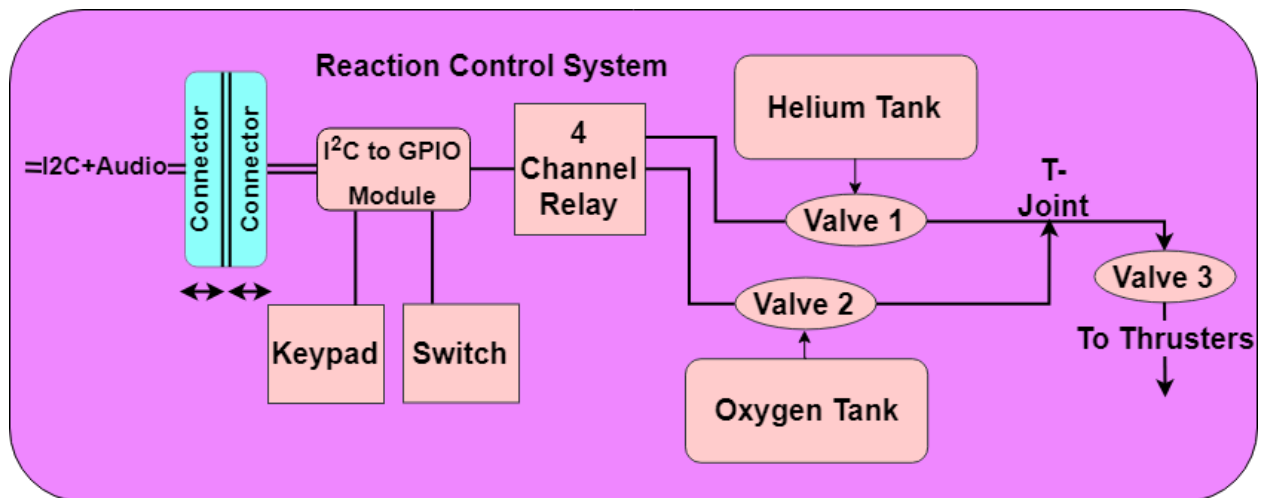 Reaction Control System
=I2C+Audio=
Connector
Connector
I²C to GPIO
Module
4
Channel
Relay
Helium Tank
Valve 1
T-
Joint
Valve 2
Valve 3
To Thrusters
Keypad
Switch
Oxygen Tank